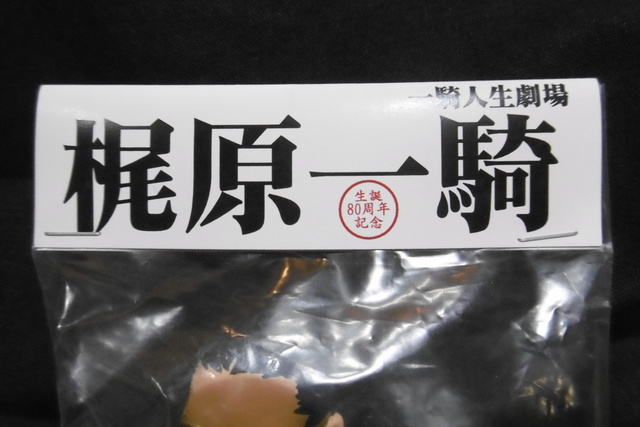 一騎人生劇場
梶原一騎
生誕
80周年
記念